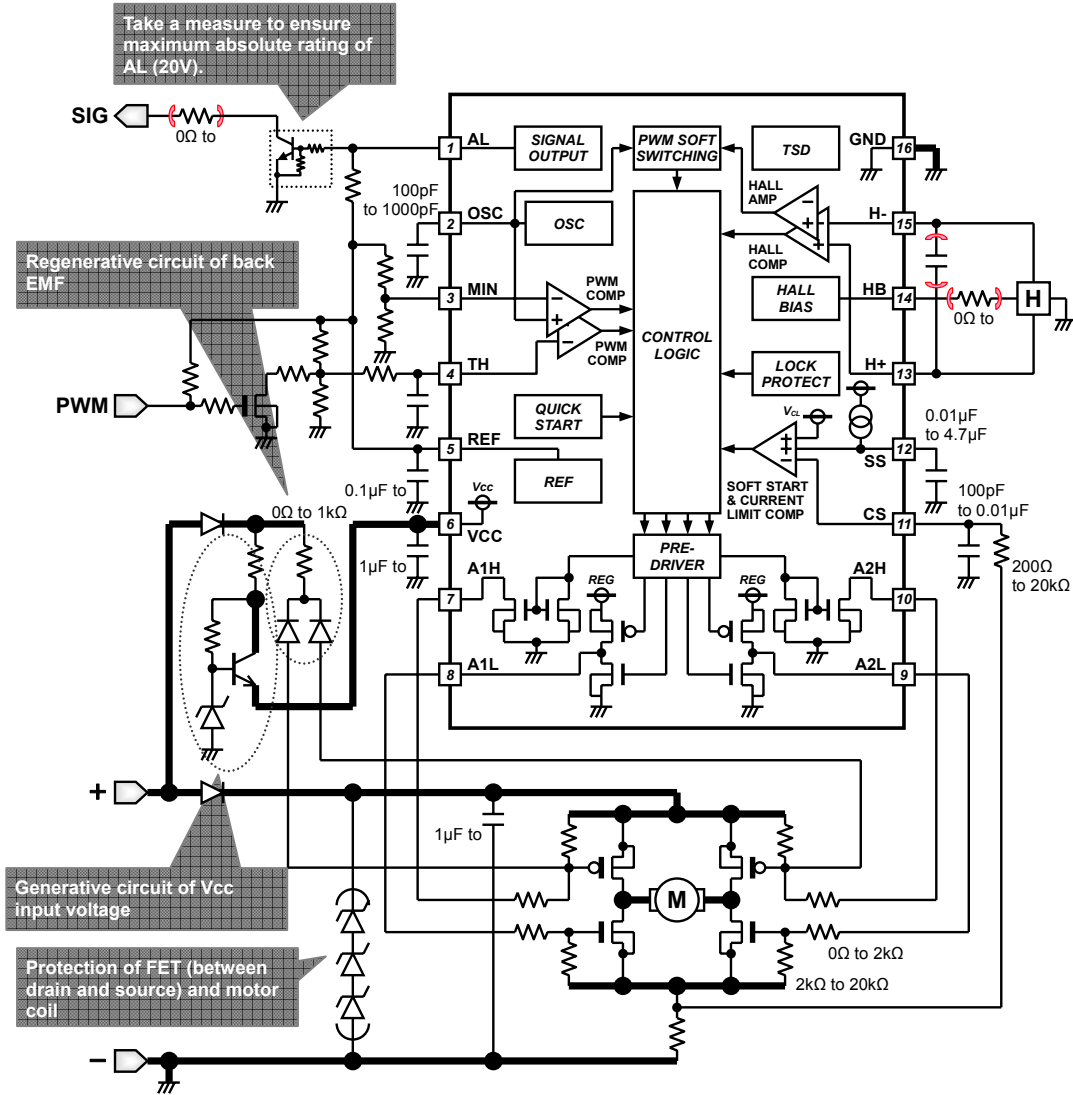 Take a measure to ensure
maximum absolute rating of
AL (20V).
SIG
0Ω to
1
AL
SIGNAL
OUTPUT
PWM SOFT
SWITCHING
TSD
GND
16
100pF
to 1000pF
2
OSC
OSC
HALL
AMP
H-
15
HALL
COMP
Regenerative circuit of back
EMF
3
MIN
PWM
COMP
PWM
COMP
CONTROL
LOGIC
HALL
BIAS
HB
14
0Ω to
H
4
TH
LOCK
PROTECT
H+
13
PWM
QUICK
START
VCL
0.01µF
to 4.7µF
5
REF
REF
12
SS
0.1µF to
SOFT START
& CURRENT
LIMIT COMP
100pF
to 0.01µF
0Ω to 1kΩ
6
VCC
Vcc
CS
11
1µF to
PRE-
DRIVER
200Ω
to 20kΩ
7
A1H
REG
REG
A2H
10
8
A1L
A2L
9
+
1µF to
Generative circuit of Vcc
input voltage
M
0Ω to 2kΩ
2kΩ to 20kΩ
Protection of FET (between
drain and source) and motor
coil
−